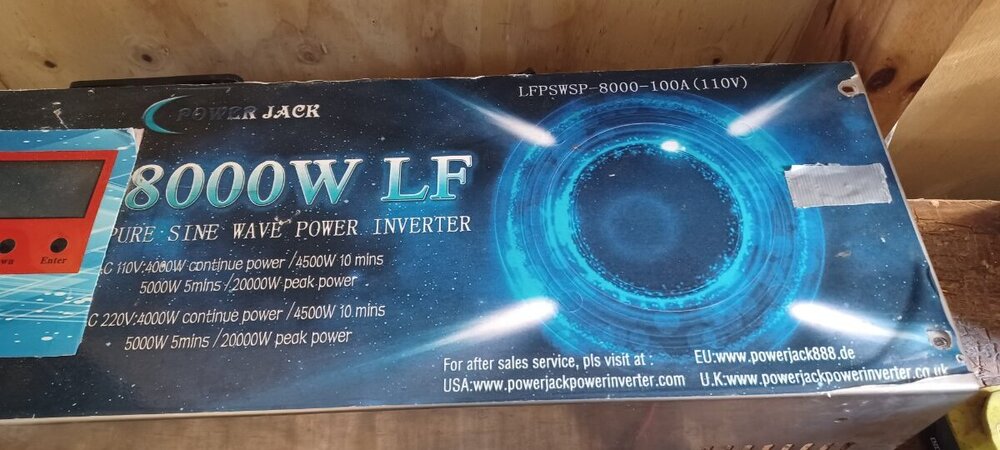 LFPSWSP-8000-100A(110V)
POWER JACK
8000W LF
PURE SINE WAVE POWER INVERTER
C 110V:4000W continue power /4500W 10 mins
5000W 5mins /20000W peak power
C 220V:4000W continue power /4500W 10 mins
5000W 5mins /20000W peak power
wn Enter
For after sales service, pls visit at : EU:www.powerjack888.de
USA:www.powerjackpowerinverter.com U.K:www.powerjackpowerinverter.co.uk